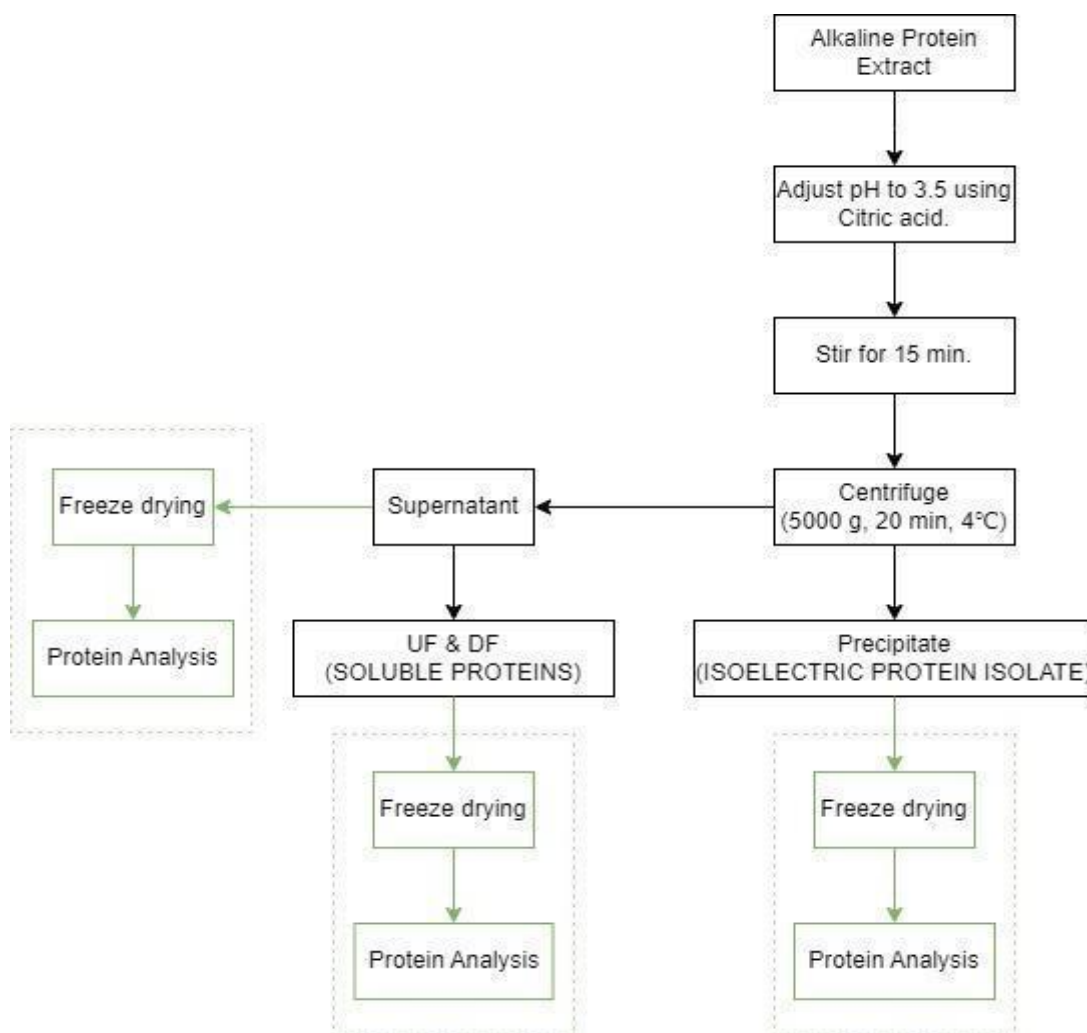 Alkaline Protein
Extract
Adjust pH to 3.5 using
Citric acid.
Stir for 15 min.
Freeze drying
Supernatant
Centrifuge
(5000 g, 20 min, 4℃)
Protein Analysis
UF & DF
(SOLUBLE PROTEINS)
Precipitate
(ISOELECTRIC PROTEIN ISOLATE)
Freeze drying
Freeze drying
Protein Analysis
Protein Analysis